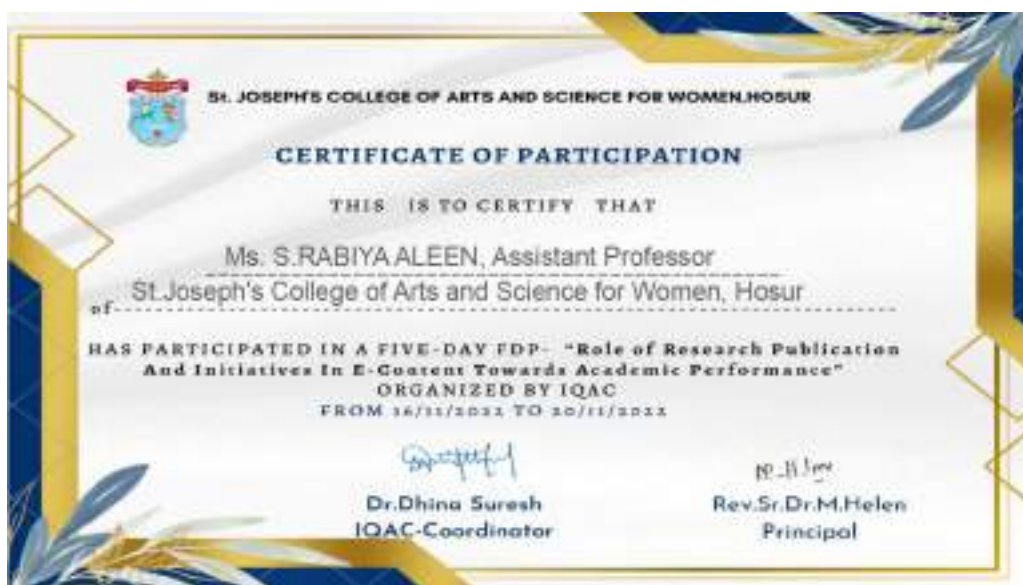 St. JOSEPH'S COLLEGE OF ARTS AND SCIENCE FOR WOMEN.HOSUR
CERTIFICATE OF PARTICIPATION
THIS IS TO CERTIFY THAT
Ms. S.RABIYA ALEEN, Assistant Professor
of St.Joseph's College of Arts and Science for Women, Hosur
HAS PARTICIPATED IN A FIVE-DAY FDP- "Role of Research Publication
And Initiatives In E-Content Towards Academic Performance"
ORGANIZED BY IQAC
FROM 16/11/2022 TO 20/11/2022
Dr.Dhina Suresh Rev.Sr.Dr.M.Helen
IQAC-Coordinator Principal